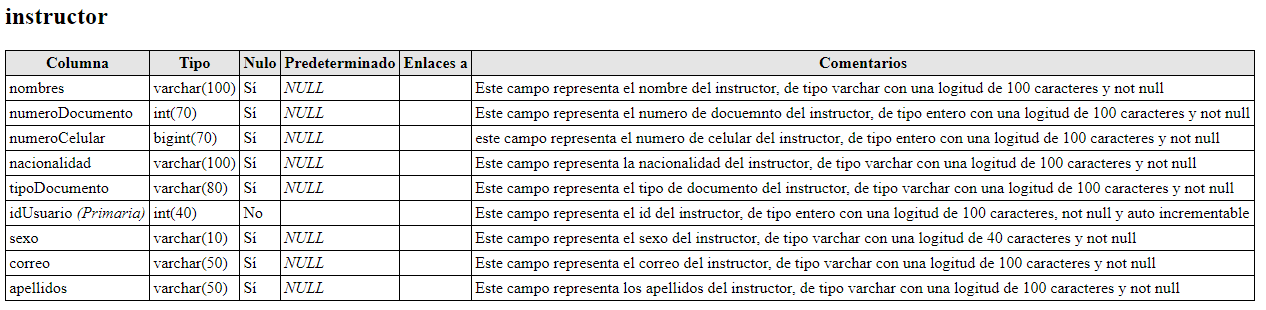 instructor
Columna Tipo Nulo Predeterminado Enlaces a Comentarios
nombres varchar(100) Sí NULL Este campo representa el nombre del instructor, de tipo varchar con una logitud de 100 caracteres y not null
numeroDocumento int(70) Sí NULL Este campo representa el numero de docuemnto del instructor, de tipo entero con una logitud de 100 caracteres y not null
numeroCelular bigint(70) Sí NULL este campo representa el numero de celular del instructor, de tipo entero con una logitud de 100 caracteres y not null
nacionalidad varchar(100) Sí NULL Este campo representa la nacionalidad del instructor, de tipo varchar con una logitud de 100 caracteres y not null
tipoDocumento varchar(80) Sí NULL Este campo representa el tipo de documento del instructor, de tipo varchar con una logitud de 100 caracteres y not null
idUsuario (Primaria) int(40) No Este campo representa el id del instructor, de tipo entero con una logitud de 100 caracteres, not null y auto incrementable
sexo varchar(10) Sí NULL Este campo representa el sexo del instructor, de tipo varchar con una logitud de 40 caracteres y not null
correo varchar(50) Sí NULL Este campo representa el correo del instructor, de tipo varchar con una logitud de 100 caracteres y not null
apellidos varchar(50) Sí NULL Este campo representa los apellidos del instructor, de tipo varchar con una logitud de 100 caracteres y not null